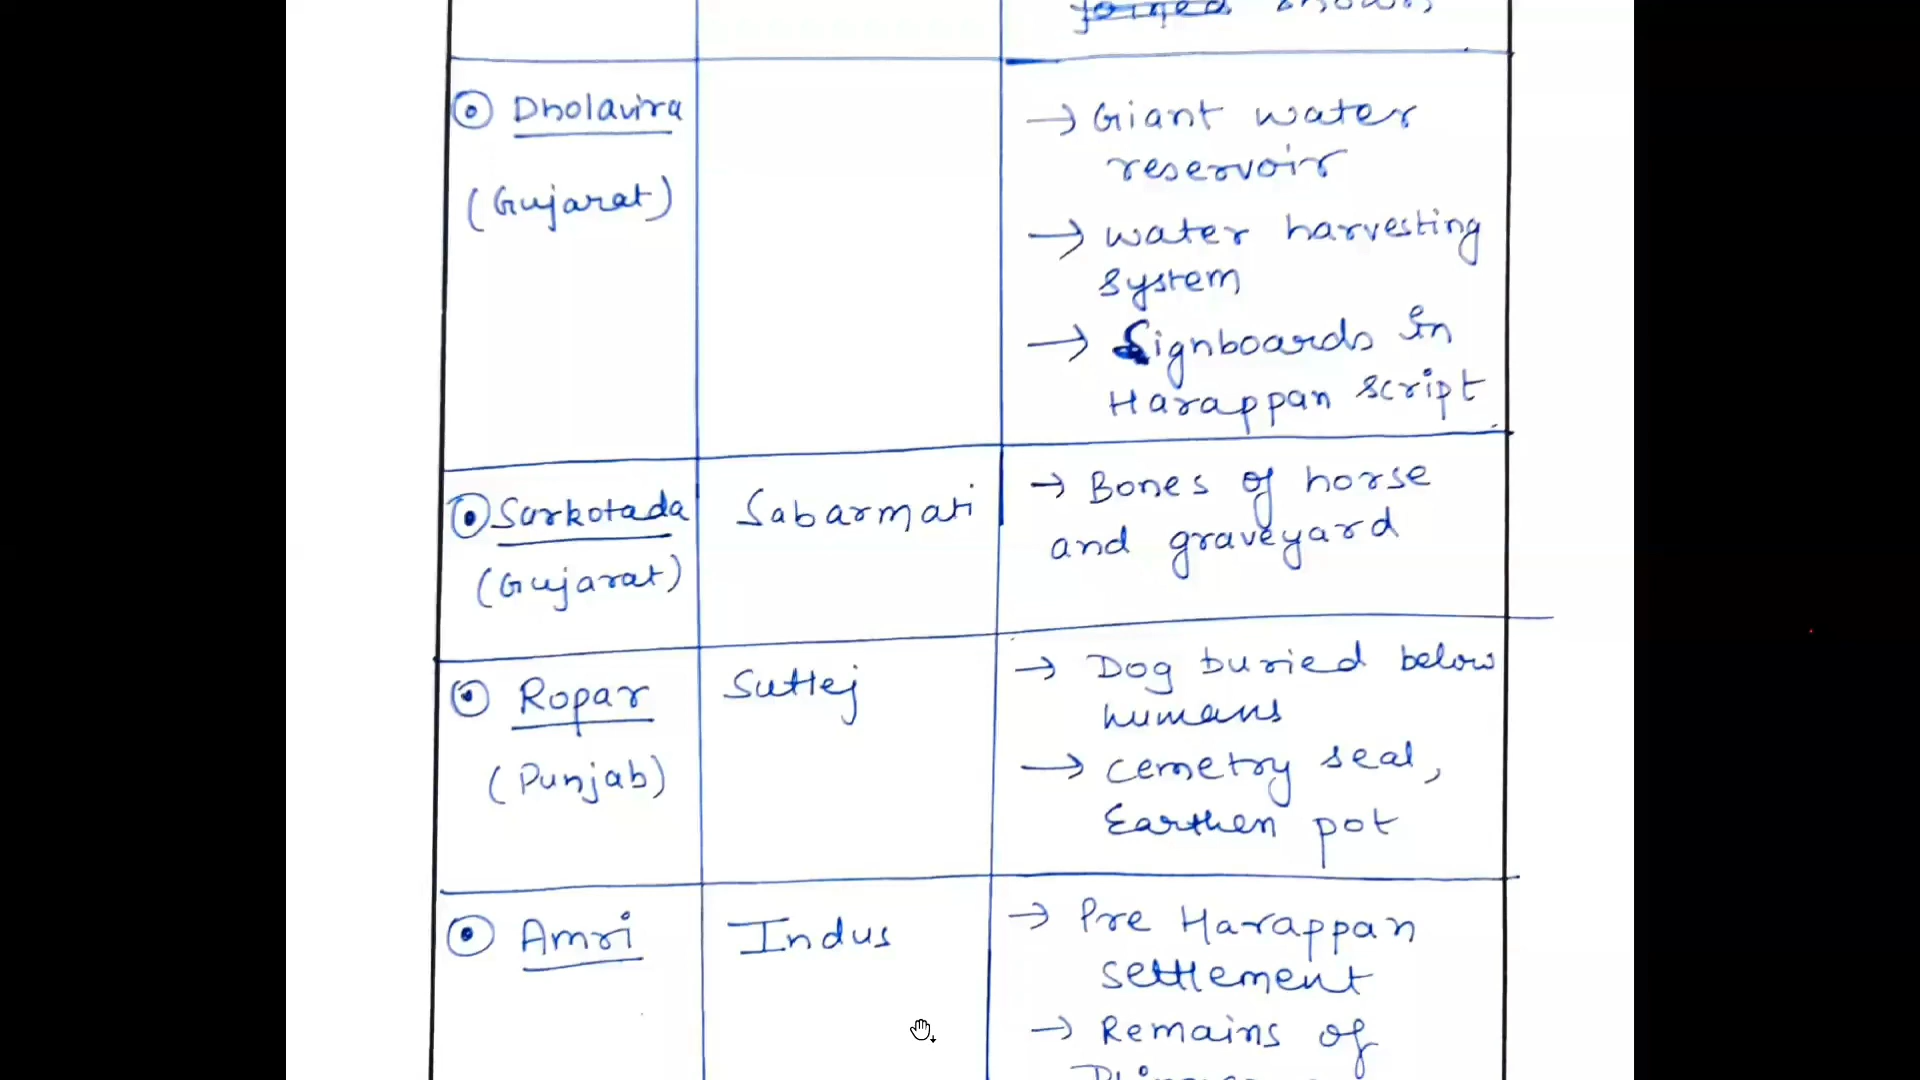 Dholavira
(Gujarat)
→ Giant water
reservoir
→ water harvesting
system
→ Signboards in
Harappan script
Surkotada
(Gujarat)
Sabarmati
→ Bones of horse
and graveyard
Ropar
(Punjab)
Sutlej
→ Dog buried below
humans
→ cemetry seal,
Earthen pot
Amri
Indus
→ Pre Harappan
settlement
→ Remains of